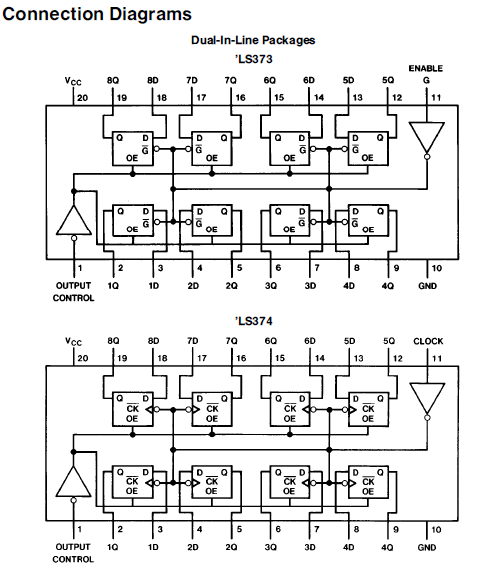 Connection Diagrams
Dual-In-Line Packages
'LS373
ENABLE
VCC 8Q 8D 7D 7Q 6Q 6D 5D 5Q G
20 19 18 17 16 15 14 13 12 11
Q D D Q Q D D Q
G G G G
OE OE OE OE
Q D D Q Q D D Q
G G G G
OE OE OE OE
1 2 3 4 5 6 7 8 9 10
OUTPUT CONTROL 1Q 1D 2D 2Q 3Q 3D 4D 4Q GND
'LS374
VCC 8Q 8D 7D 7Q 6Q 6D 5D 5Q CLOCK
20 19 18 17 16 15 14 13 12 11
Q D D Q Q D D Q
CK CK CK CK
OE OE OE OE
Q D D Q Q D D Q
CK CK CK CK
OE OE OE OE
1 2 3 4 5 6 7 8 9 10
OUTPUT CONTROL 1Q 1D 2D 2Q 3Q 3D 4D 4Q GND